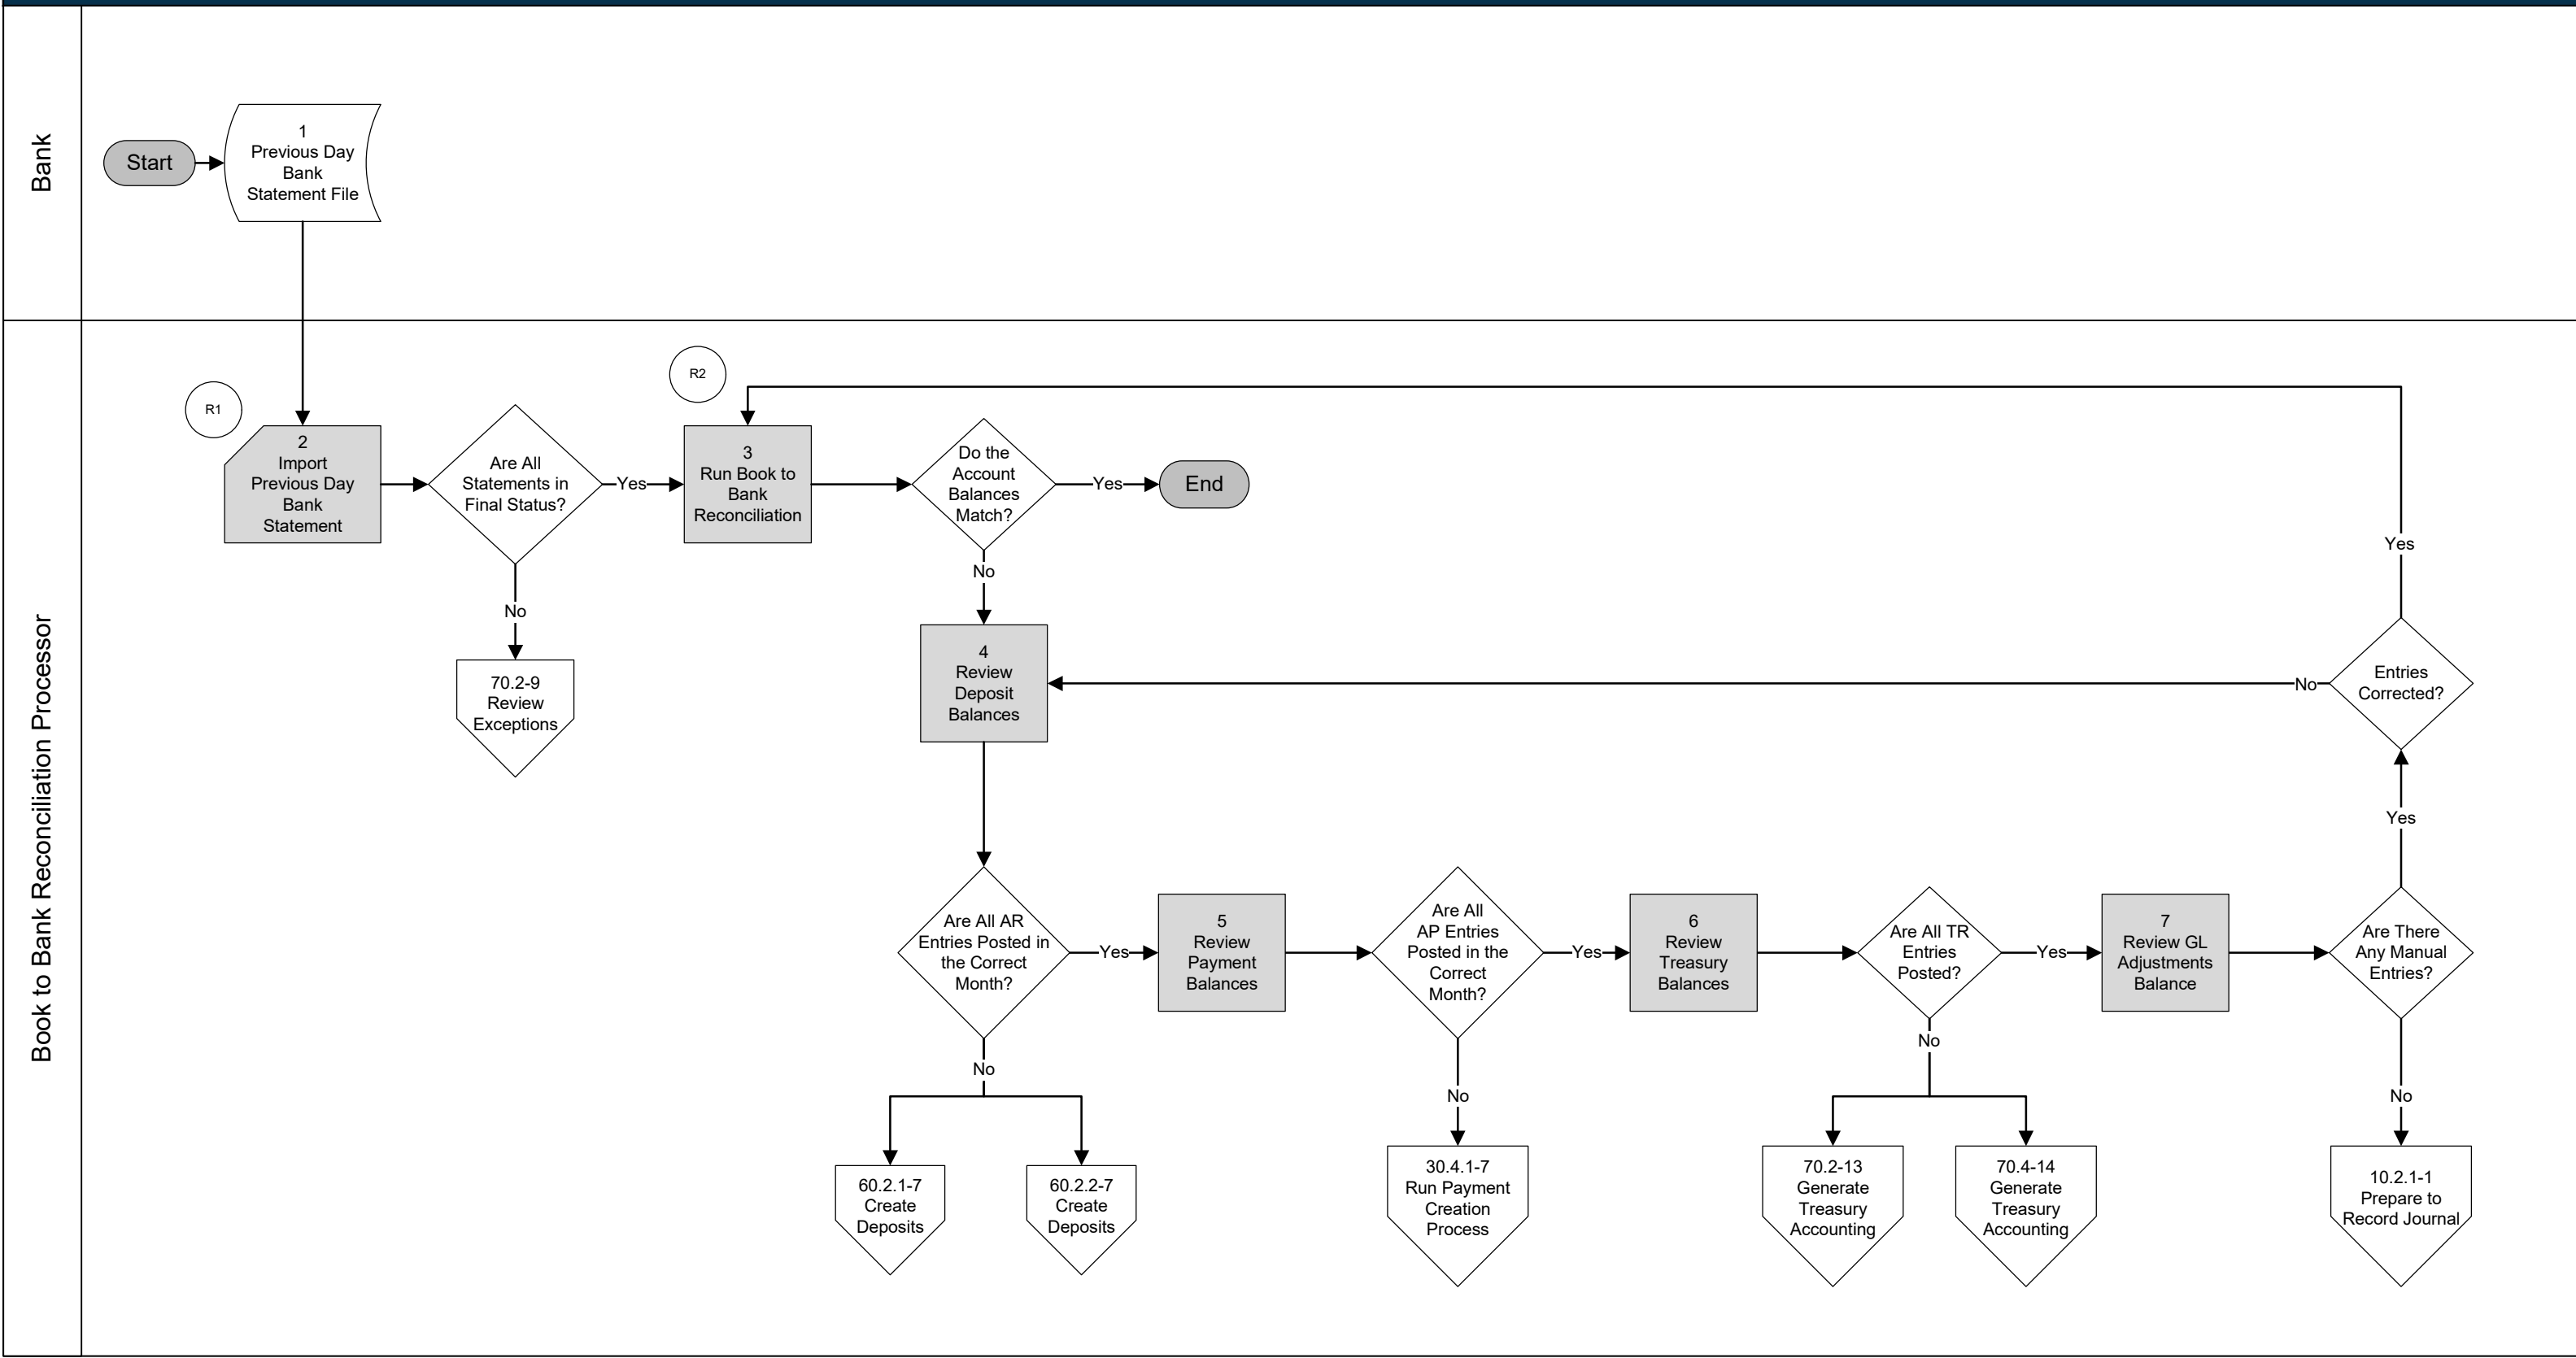 Bank
Start
1
Previous Day
Bank
Statement File
Book to Bank Reconciliation Processor
R1
2
Import
Previous Day
Bank
Statement
Are All
Statements in
Final Status?
Yes
No
70.2-9
Review
Exceptions
R2
3
Run Book to
Bank
Reconciliation
Do the
Account
Balances
Match?
Yes
End
No
4
Review
Deposit
Balances
Are All AR
Entries Posted in
the Correct
Month?
No
60.2.1-7
Create
Deposits
60.2.2-7
Create
Deposits
Yes
5
Review
Payment
Balances
Are All
AP Entries
Posted in the
Correct
Month?
No
30.4.1-7
Run Payment
Creation
Process
Yes
6
Review
Treasury
Balances
Are All TR
Entries
Posted?
No
70.2-13
Generate
Treasury
Accounting
70.4-14
Generate
Treasury
Accounting
Yes
7
Review GL
Adjustments
Balance
Are There
Any Manual
Entries?
No
10.2.1-1
Prepare to
Record Journal
Yes
Entries
Corrected?
No
Yes